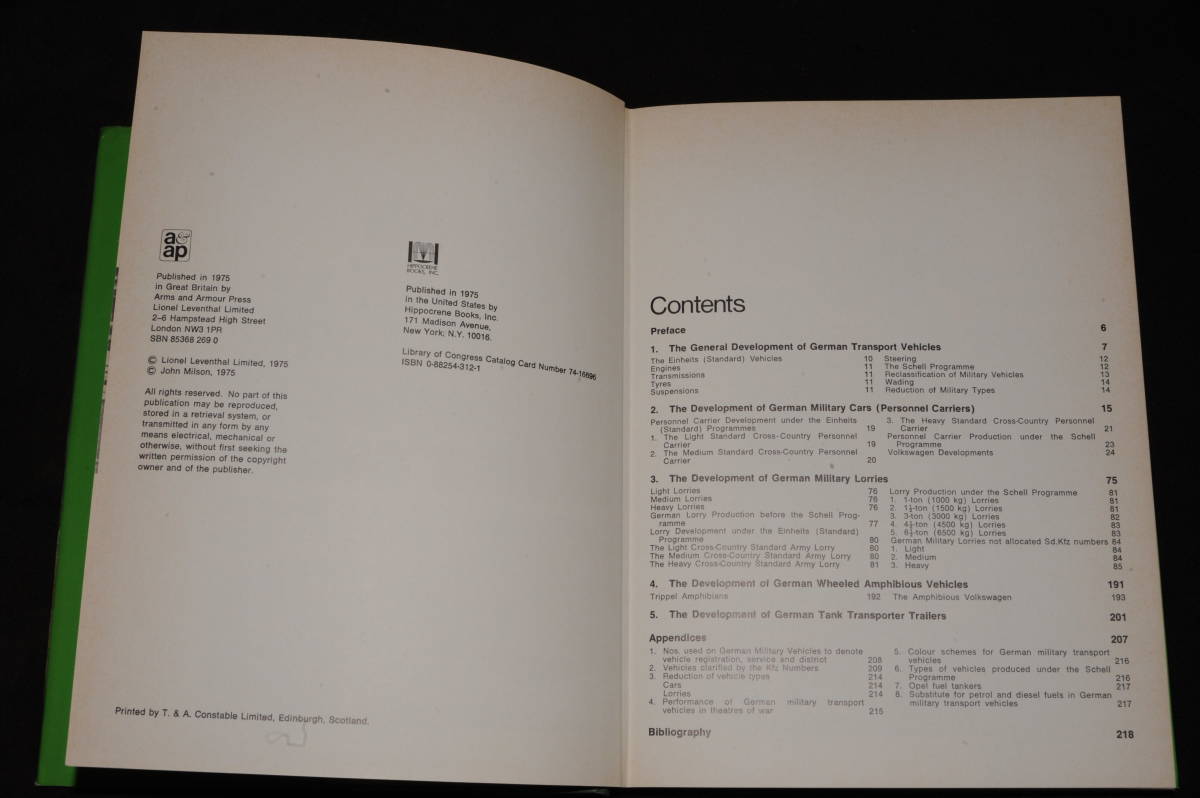 a&
ap
Published in 1975
in Great Britain by
Arms and Armour Press
Lionel Leventhal Limited
2–6 Hampstead High Street
London NW3 1PR
SBN 85368 269 0
© Lionel Leventhal Limited, 1975
© John Milson, 1975
All rights reserved. No part of this
publication may be reproduced,
stored in a retrieval system, or
transmitted in any form by any
means electrical, mechanical or
otherwise, without first seeking the
written permission of the copyright
owner and of the publisher.
HIPPOCRENE
BOOKS, INC.
Published in 1975
in the United States by
Hippocrene Books, Inc.
171 Madison Avenue,
New York, N.Y. 10016.
Library of Congress Catalog Card Number 74-16696
ISBN 0-88254-312-1
Printed by T. & A. Constable Limited, Edinburgh, Scotland.
Contents
Preface 6
1. The General Development of German Transport Vehicles 7
The Einheits (Standard) Vehicles 10
Engines 11
Transmissions 11
Tyres 11
Suspensions 11
Steering 12
The Schell Programme 12
Reclassification of Military Vehicles 13
Wading 14
Reduction of Military Types 14
2. The Development of German Military Cars (Personnel Carriers) 15
Personnel Carrier Development under the Einheits
(Standard) Programmes 19
1. The Light Standard Cross-Country Personnel
Carrier 19
2. The Medium Standard Cross-Country Personnel
Carrier 20
3. The Heavy Standard Cross-Country Personnel
Carrier 21
Personnel Carrier Production under the Schell
Programme 23
Volkswagen Developments 24
3. The Development of German Military Lorries 75
Light Lorries 76
Medium Lorries 76
Heavy Lorries 76
German Lorry Production before the Schell Prog-
ramme 77
Lorry Development under the Einheits (Standard)
Programme 80
The Light Cross-Country Standard Army Lorry 80
The Medium Cross-Country Standard Army Lorry 80
The Heavy Cross-Country Standard Army Lorry 81
Lorry Production under the Schell Programme 81
1. 1-ton (1000 kg) Lorries 81
2. 1½-ton (1500 kg) Lorries 81
3. 3-ton (3000 kg) Lorries 82
4. 4½-ton (4500 kg) Lorries 83
5. 6½-ton (6500 kg) Lorries 83
German Military Lorries not allocated Sd.Kfz numbers 84
1. Light 84
2. Medium 84
3. Heavy 85
4. The Development of German Wheeled Amphibious Vehicles 191
Trippel Amphibians 192
The Amphibious Volkswagen 193
5. The Development of German Tank Transporter Trailers 201
Appendices 207
1. Nos. used on German Military Vehicles to denote
vehicle registration, service and district 208
2. Vehicles clarified by the Kfz Numbers 209
3. Reduction of vehicle types 214
Cars 214
Lorries 214
4. Performance of German military transport
vehicles in theatres of war 215
5. Colour schemes for German military transport
vehicles 216
6. Types of vehicles produced under the Schell
Programme 216
7. Opel fuel tankers 217
8. Substitute for petrol and diesel fuels in German
military transport vehicles 217
Bibliography 218